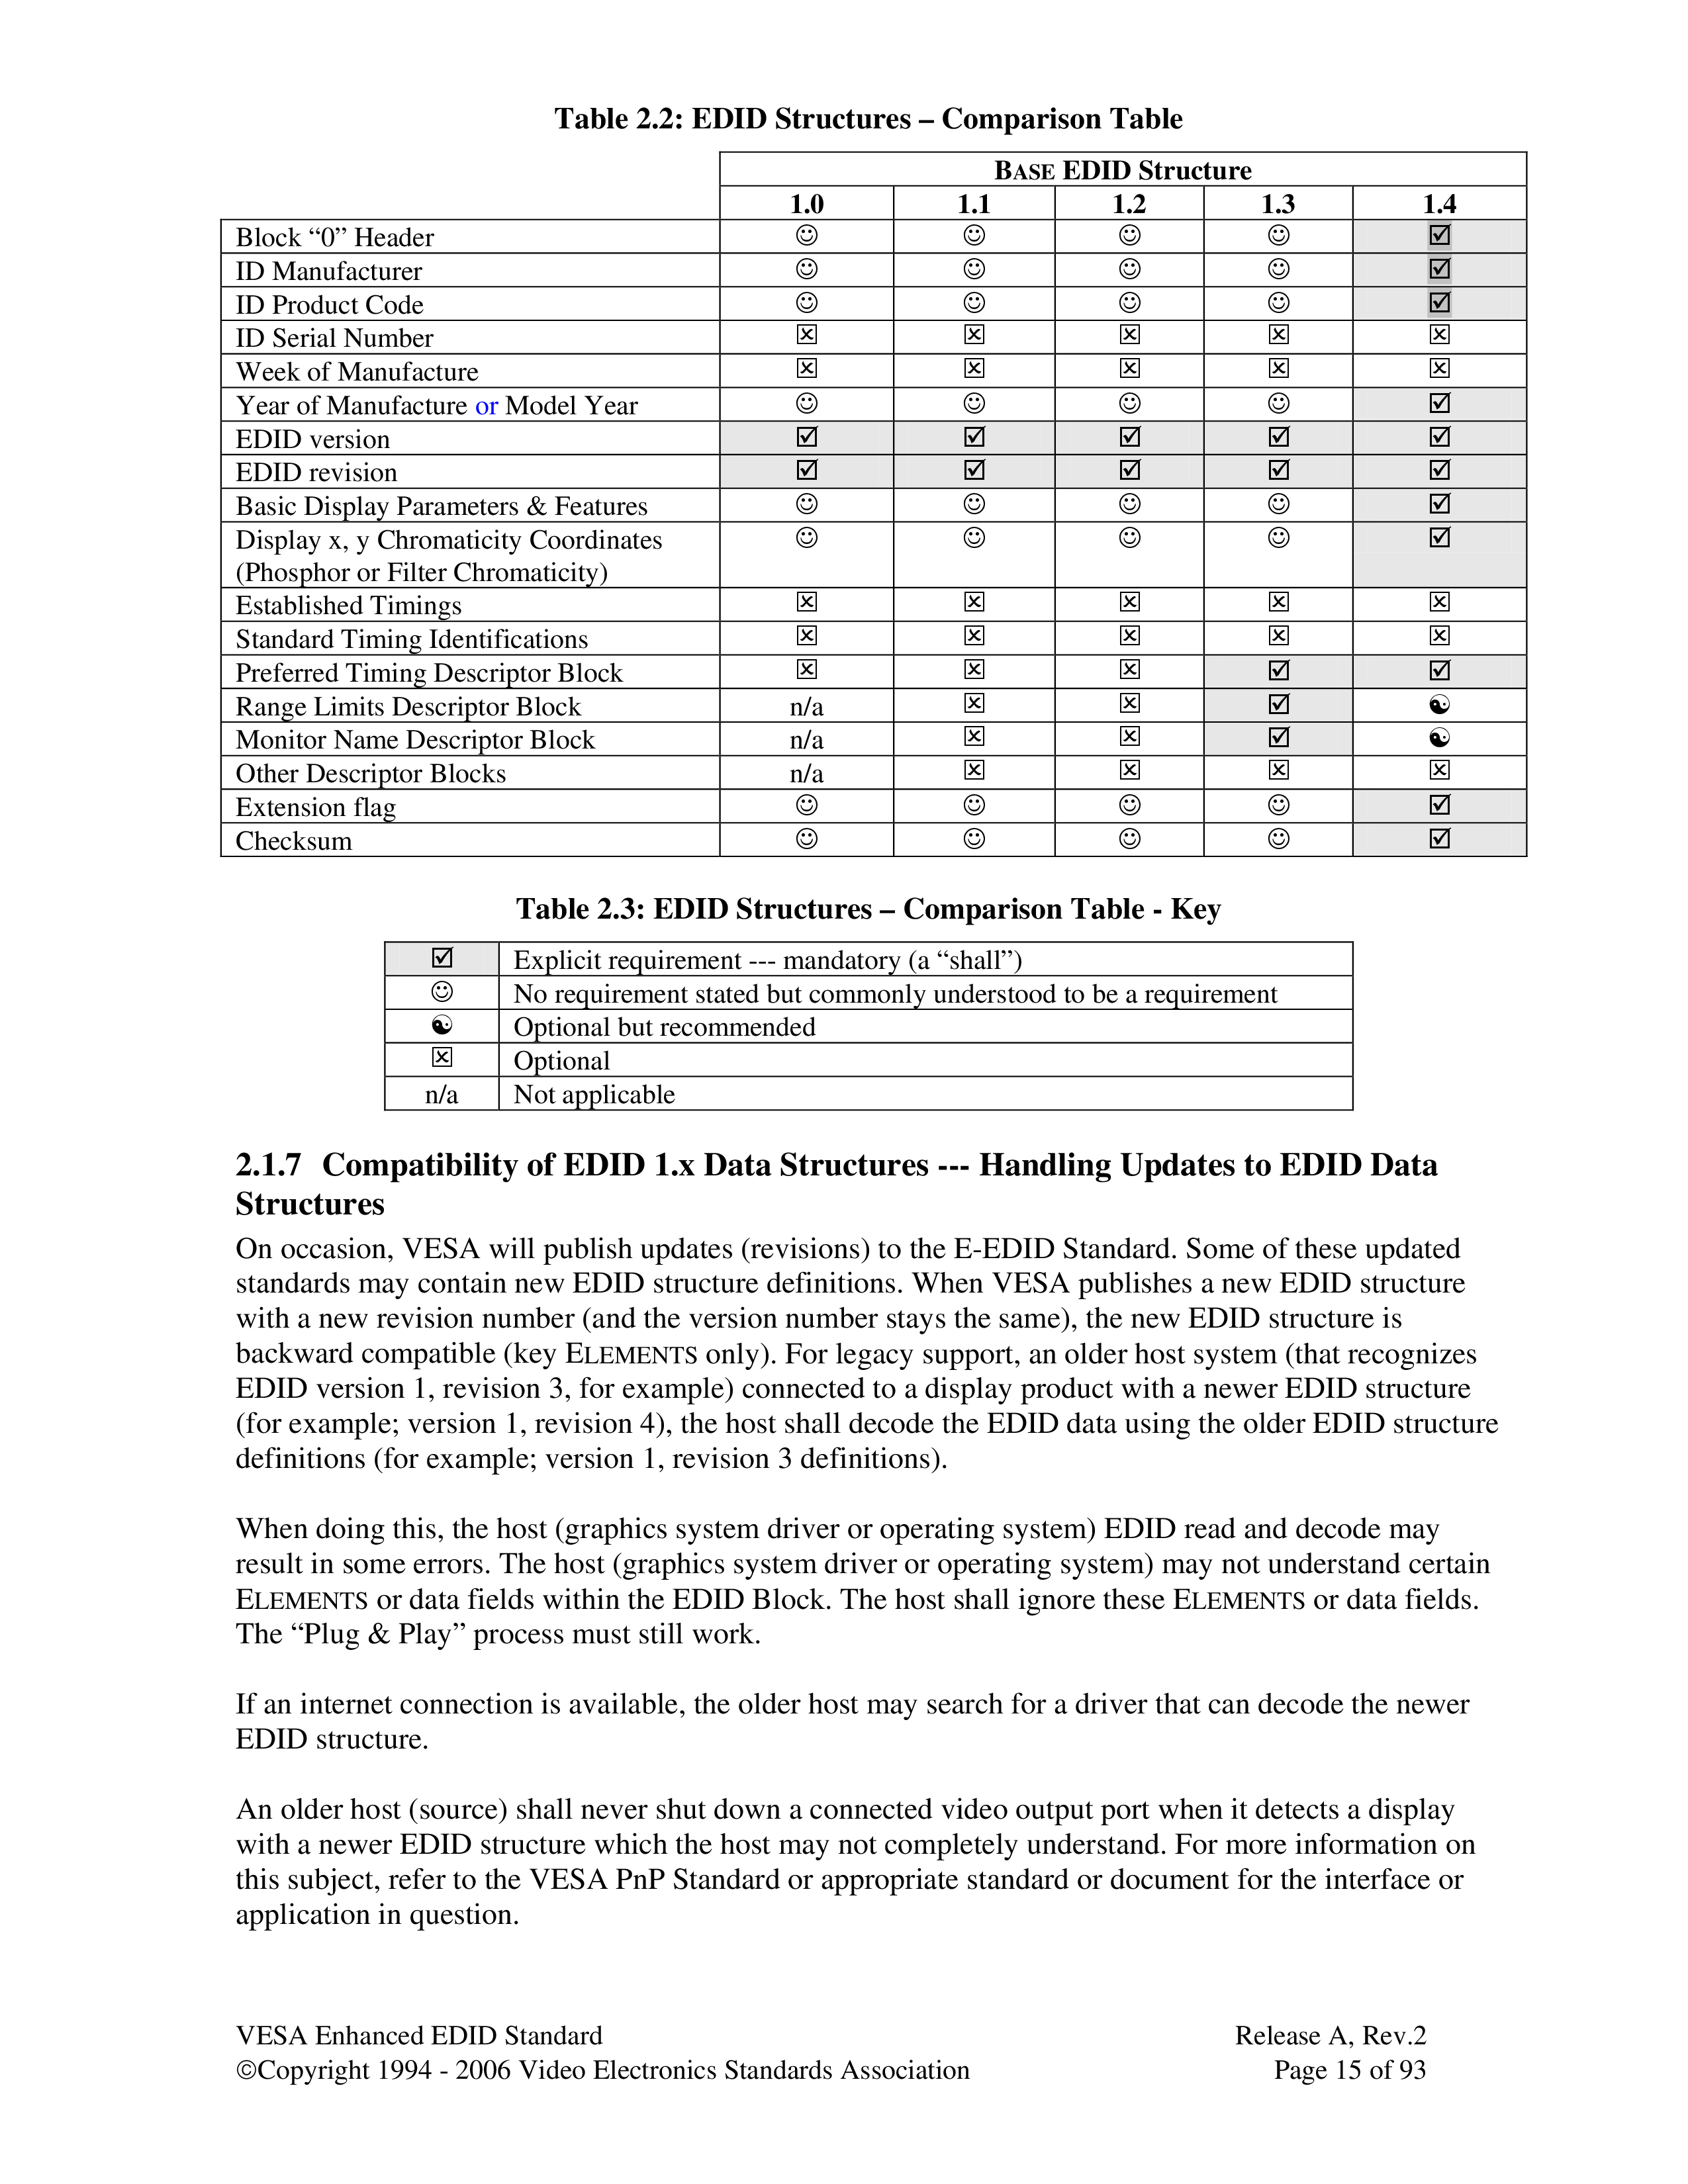 Table 2.2: EDID Structures – Comparison Table
BASE EDID Structure
1.0 1.1 1.2 1.3 1.4
Block “0” Header ☺ ☺ ☺ ☺ ☑
ID Manufacturer ☺ ☺ ☺ ☺ ☑
ID Product Code ☺ ☺ ☺ ☺ ☑
ID Serial Number ☒ ☒ ☒ ☒ ☒
Week of Manufacture ☒ ☒ ☒ ☒ ☒
Year of Manufacture or Model Year ☺ ☺ ☺ ☺ ☑
EDID version ☑ ☑ ☑ ☑ ☑
EDID revision ☑ ☑ ☑ ☑ ☑
Basic Display Parameters & Features ☺ ☺ ☺ ☺ ☑
Display x, y Chromaticity Coordinates ☺ ☺ ☺ ☺ ☑
(Phosphor or Filter Chromaticity)
Established Timings ☒ ☒ ☒ ☒ ☒
Standard Timing Identifications ☒ ☒ ☒ ☒ ☒
Preferred Timing Descriptor Block ☒ ☒ ☒ ☑ ☑
Range Limits Descriptor Block n/a ☒ ☒ ☑ ☯
Monitor Name Descriptor Block n/a ☒ ☒ ☑ ☯
Other Descriptor Blocks n/a ☒ ☒ ☒ ☒
Extension flag ☺ ☺ ☺ ☺ ☑
Checksum ☺ ☺ ☺ ☺ ☑
Table 2.3: EDID Structures – Comparison Table - Key
☑ Explicit requirement --- mandatory (a “shall”)
☺ No requirement stated but commonly understood to be a requirement
☯ Optional but recommended
☒ Optional
n/a Not applicable
2.1.7 Compatibility of EDID 1.x Data Structures --- Handling Updates to EDID Data
Structures
On occasion, VESA will publish updates (revisions) to the E-EDID Standard. Some of these updated
standards may contain new EDID structure definitions. When VESA publishes a new EDID structure
with a new revision number (and the version number stays the same), the new EDID structure is
backward compatible (key ELEMENTS only). For legacy support, an older host system (that recognizes
EDID version 1, revision 3, for example) connected to a display product with a newer EDID structure
(for example; version 1, revision 4), the host shall decode the EDID data using the older EDID structure
definitions (for example; version 1, revision 3 definitions).
When doing this, the host (graphics system driver or operating system) EDID read and decode may
result in some errors. The host (graphics system driver or operating system) may not understand certain
ELEMENTS or data fields within the EDID Block. The host shall ignore these ELEMENTS or data fields.
The “Plug & Play” process must still work.
If an internet connection is available, the older host may search for a driver that can decode the newer
EDID structure.
An older host (source) shall never shut down a connected video output port when it detects a display
with a newer EDID structure which the host may not completely understand. For more information on
this subject, refer to the VESA PnP Standard or appropriate standard or document for the interface or
application in question.
VESA Enhanced EDID Standard Release A, Rev.2
©Copyright 1994 - 2006 Video Electronics Standards Association Page 15 of 93